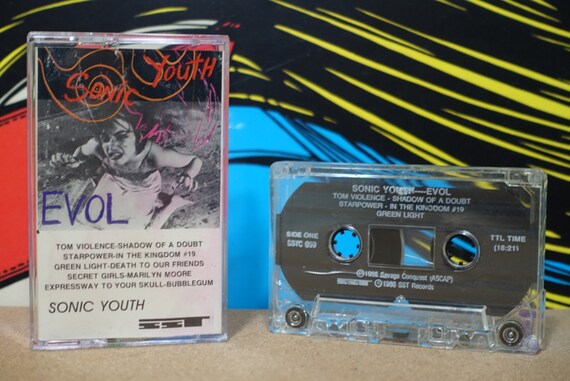 SONIC YOUTH
EVOL
TOM VIOLENCE-SHADOW OF A DOUBT
STARPOWER-IN THE KINGDOM #19
GREEN LIGHT-DEATH TO OUR FRIENDS
SECRET GIRLS-MARILYN MOORE
EXPRESSWAY TO YOUR SKULL-BUBBLEGUM
SONIC YOUTH
SST
SONIC YOUTH—EVOL
TOM VIOLENCE - SHADOW OF A DOUBT
STARPOWER - IN THE KINGDOM #19
GREEN LIGHT
SIDE ONE
SSTC 059
TTL TIME
(18:21)
© 1986 Savage Conquest (ASCAP)
℗ 1986 SST Records